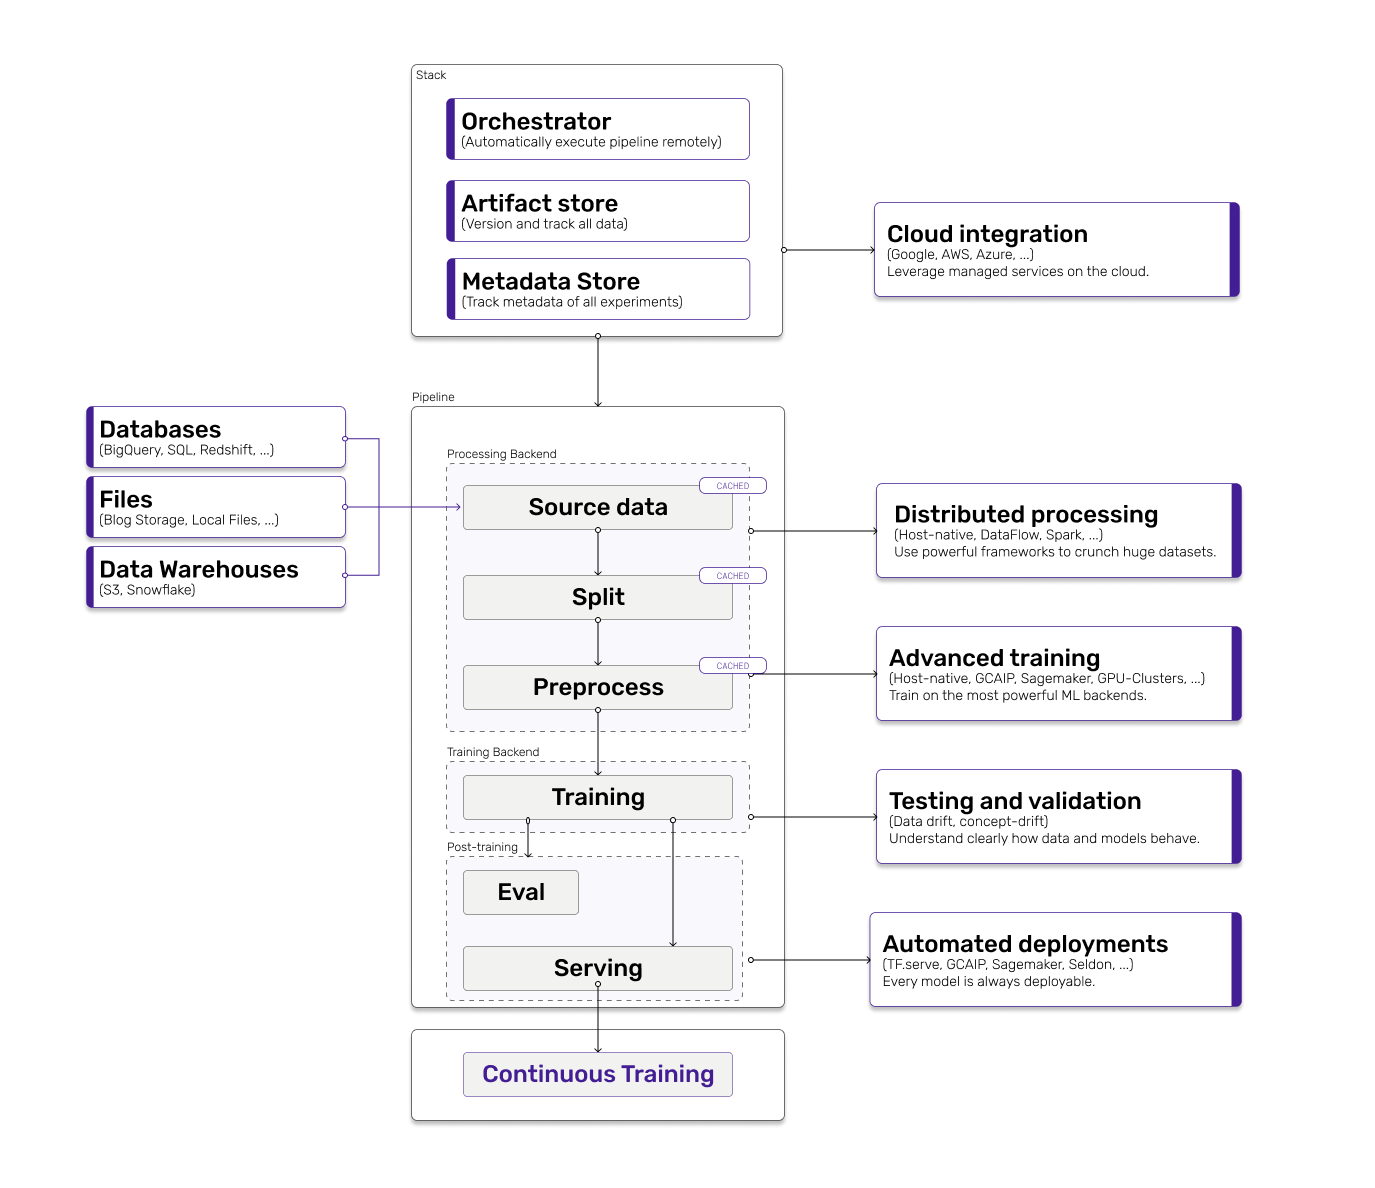 Stack
Orchestrator
(Automatically execute pipeline remotely)
Artifact store
(Version and track all data)
Metadata Store
(Track metadata of all experiments)
Cloud integration
(Google, AWS, Azure, ...)
Leverage managed services on the cloud.
Pipeline
Databases
(BigQuery, SQL, Redshift, ...)
Files
(Blog Storage, Local Files, ...)
Data Warehouses
(S3, Snowflake)
Processing Backend
CACHED
Source data
CACHED
Split
CACHED
Preprocess
Training Backend
Training
Post-training
Eval
Serving
Continuous Training
Distributed processing
(Host-native, DataFlow, Spark, ...)
Use powerful frameworks to crunch huge datasets.
Advanced training
(Host-native, GCAIP, Sagemaker, GPU-Clusters, ...)
Train on the most powerful ML backends.
Testing and validation
(Data drift, concept-drift)
Understand clearly how data and models behave.
Automated deployments
(TF.serve, GCAIP, Sagemaker, Seldon, ...)
Every model is always deployable.